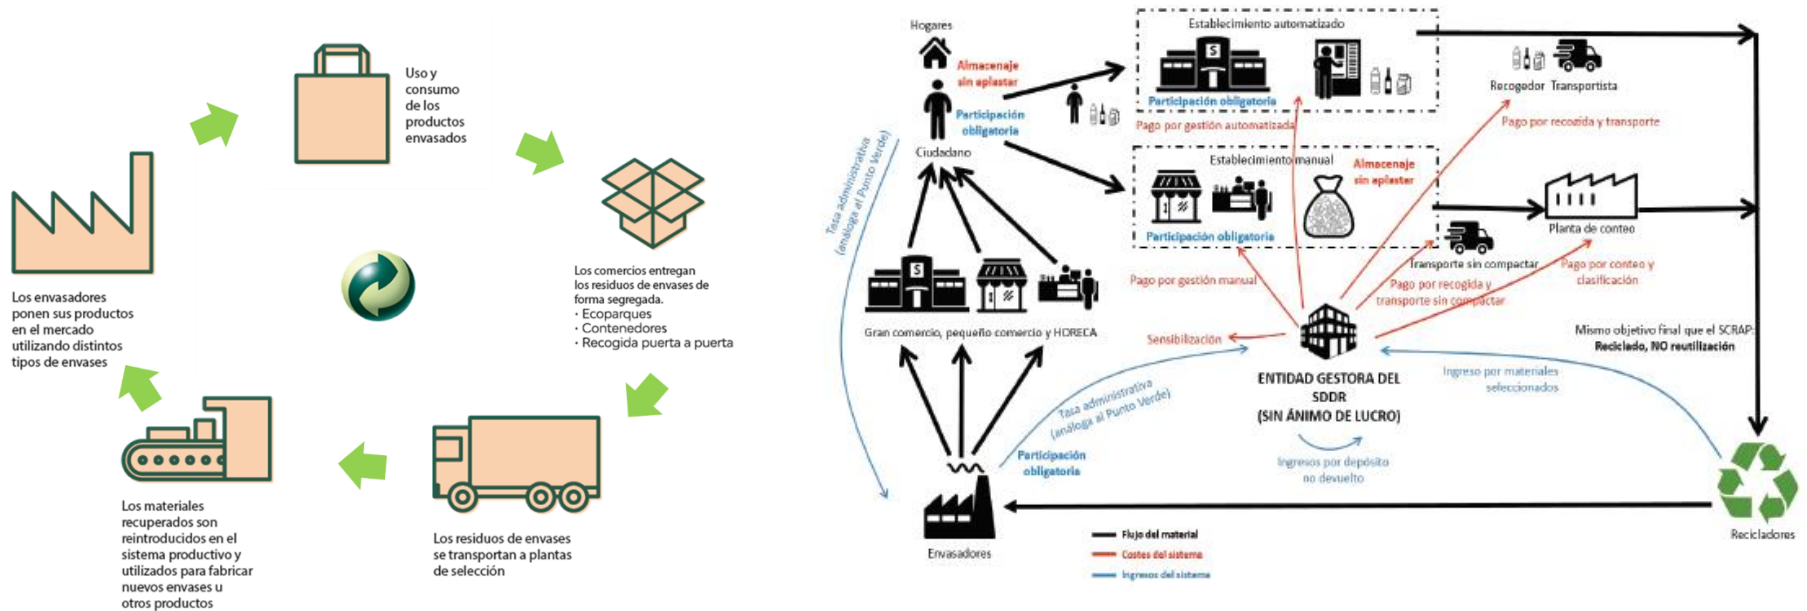 Uso y
consumo
de los
productos
envasados
Los envasadores
ponen sus productos
en el mercado
utilizando distintos
tipos de envases
Los comercios entregan
los residuos de envases de
forma segregada.
· Ecoparques
· Contenedores
· Recogida puerta a puerta
Los residuos de envases
se transportan a plantas
de selección
Los materiales
recuperados son
reintroducidos en el
sistema productivo y
utilizados para fabricar
nuevos envases u
otros productos
Hogares
Almacenaje
sin aplastar
Participación
obligatoria
Ciudadano
Tasa administrativa
(análoga al Punto Verde)
Establecimiento automatizado
$
Participación obligatoria
Pago por gestión automatizada
Recogedor Transportista
Pago por recogida y transporte
Establecimiento manual
Almacenaje
sin aplastar
Participación obligatoria
Planta de conteo
Transporte sin compactar
Pago por gestión manual
Pago por recogida y
transporte sin compactar
Pago por conteo y
clasificación
$
Gran comercio, pequeño comercio y HORECA
Sensibilización
Mismo objetivo final que el SCRAP:
Reciclado, NO reutilización
ENTIDAD GESTORA DEL
SDDR
(SIN ÁNIMO DE LUCRO)
Ingreso por materiales
seleccionados
Tasa administrativa
(análoga al Punto Verde)
Participación
obligatoria
Ingresos por depósito
no devuelto
Envasadores
Recicladores
Flujo del material
Costes del sistema
Ingresos del sistema